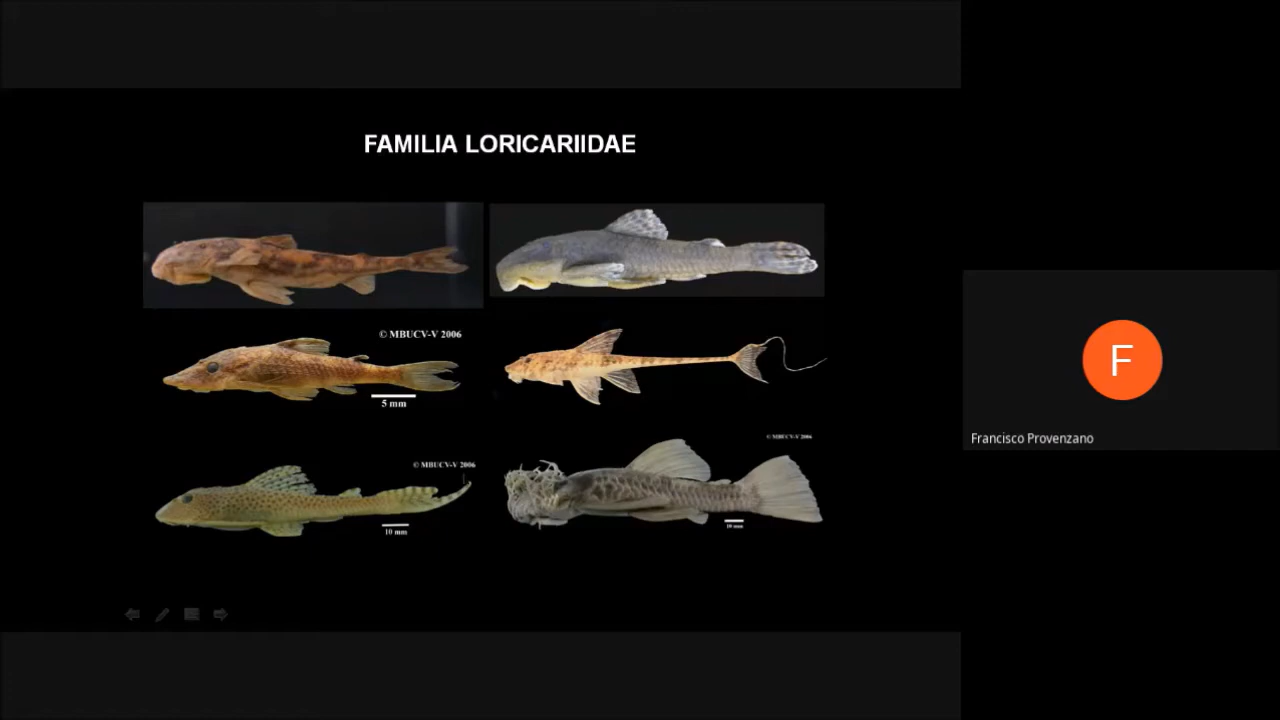 FAMILIA LORICARIIDAE
© MBUCV-V 2006
5 mm
© MBUCV-V 2006
10 mm
© MBUCV-V 2006
10 mm
F
Francisco Provenzano